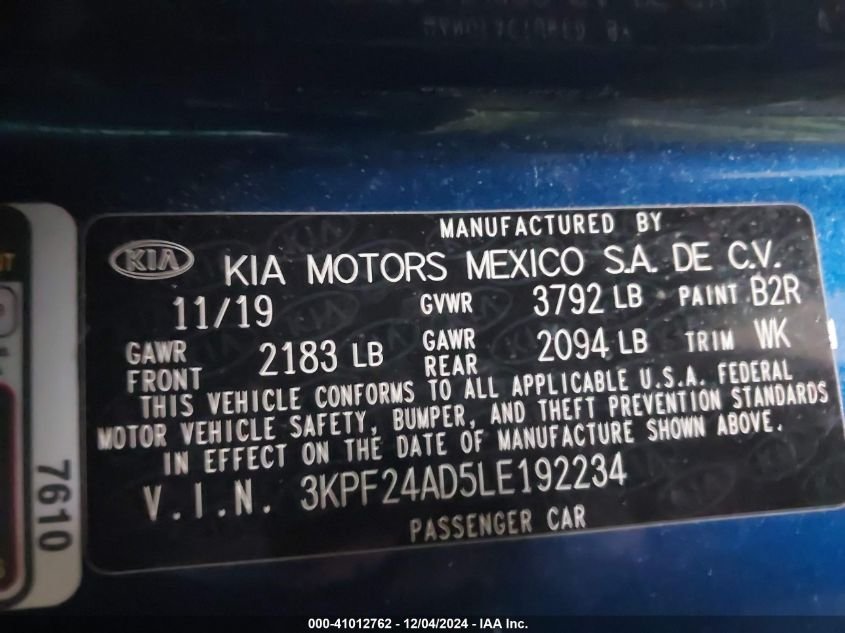 MANUFACTURED BY
KIA KIA MOTORS MEXICO S.A. DE C.V.
11/19 GVWR 3792 LB PAINT B2R
GAWR FRONT 2183 LB GAWR REAR 2094 LB TRIM WK
THIS VEHICLE CONFORMS TO ALL APPLICABLE U.S.A. FEDERAL
MOTOR VEHICLE SAFETY, BUMPER, AND THEFT PREVENTION STANDARDS
IN EFFECT ON THE DATE OF MANUFACTURE SHOWN ABOVE.
V.I.N. 3KPF24AD5LE192234
PASSENGER CAR
7610
000-41012762 - 12/04/2024 - IAA Inc.